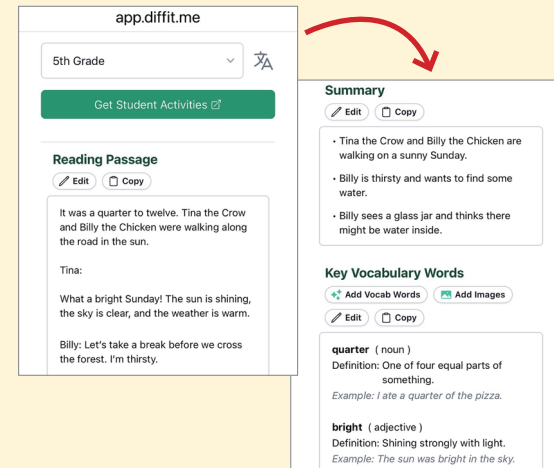 app.diffit.me
5th Grade
Get Student Activities
Reading Passage
Edit Copy
It was a quarter to twelve. Tina the Crow
and Billy the Chicken were walking along
the road in the sun.
Tina:
What a bright Sunday! The sun is shining,
the sky is clear, and the weather is warm.
Billy: Let's take a break before we cross
the forest. I'm thirsty.
Summary
Edit Copy
• Tina the Crow and Billy the Chicken are
walking on a sunny Sunday.
• Billy is thirsty and wants to find some
water.
• Billy sees a glass jar and thinks there
might be water inside.
Key Vocabulary Words
Add Vocab Words Add Images
Edit Copy
quarter ( noun )
Definition: One of four equal parts of
something.
Example: I ate a quarter of the pizza.
bright ( adjective )
Definition: Shining strongly with light.
Example: The sun was bright in the sky.